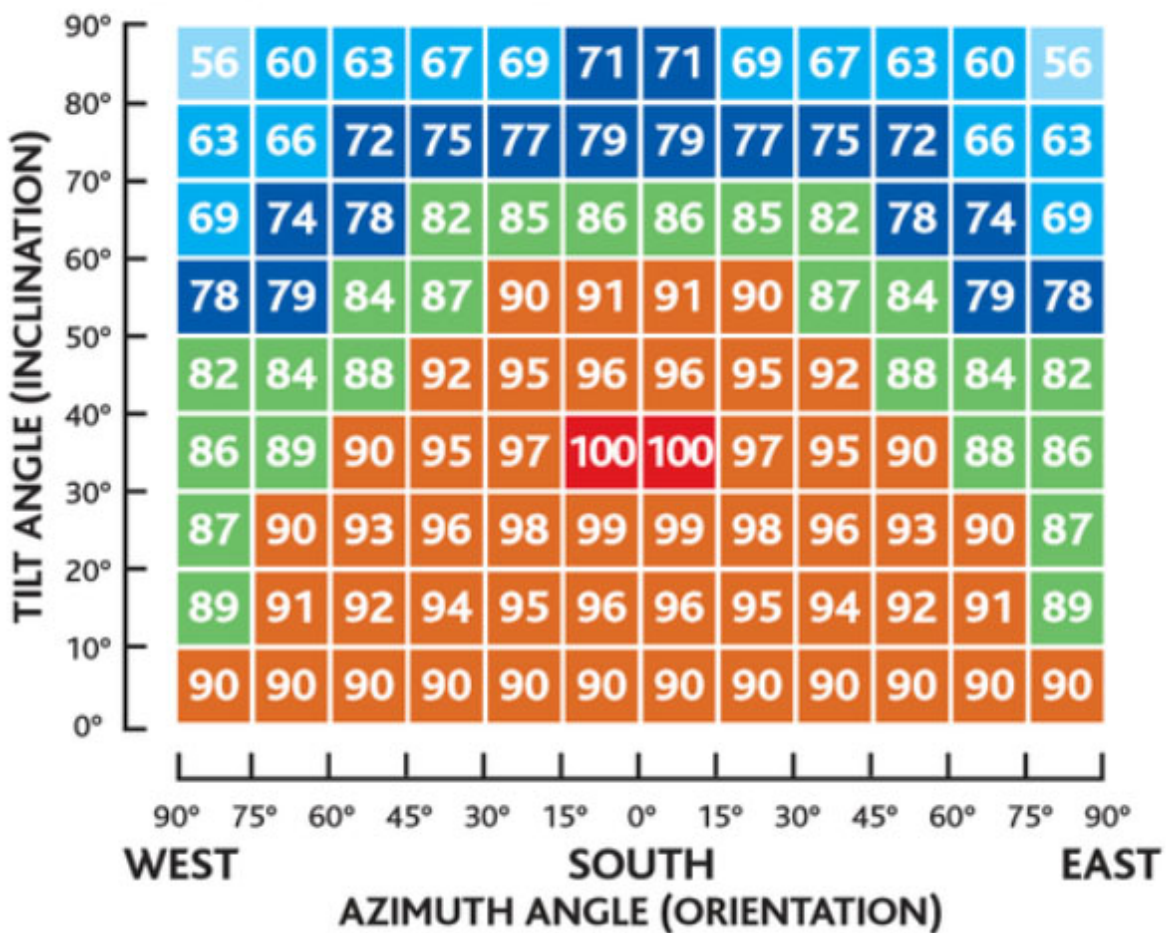 90°
56 60 63 67 69 71 71 69 67 63 60 56
80°
63 66 72 75 77 79 79 77 75 72 66 63
70°
69 74 78 82 85 86 86 85 82 78 74 69
60°
78 79 84 87 90 91 91 90 87 84 79 78
50°
82 84 88 92 95 96 96 95 92 88 84 82
40°
86 89 90 95 97 100 100 97 95 90 88 86
30°
87 90 93 96 98 99 99 98 96 93 90 87
20°
89 91 92 94 95 96 96 95 94 92 91 89
10°
90 90 90 90 90 90 90 90 90 90 90 90
0°
TILT ANGLE (INCLINATION)
90° 75° 60° 45° 30° 15° 0° 15° 30° 45° 60° 75° 90°
WEST SOUTH EAST
AZIMUTH ANGLE (ORIENTATION)